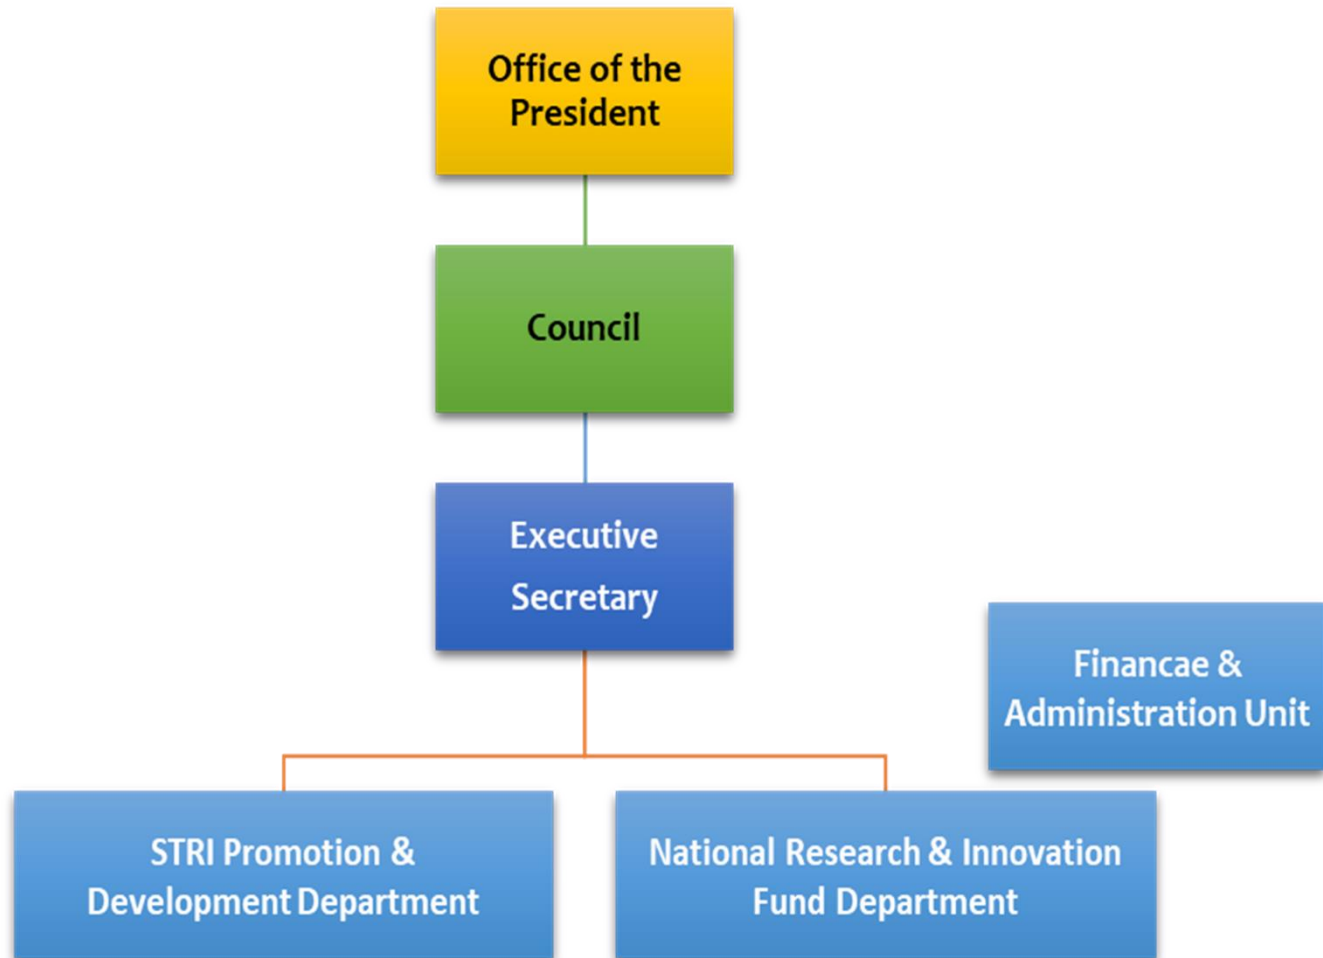 Office of the
President
Council
Executive
Secretary
Financae &
Administration Unit
STRI Promotion &
Development Department
National Research & Innovation
Fund Department